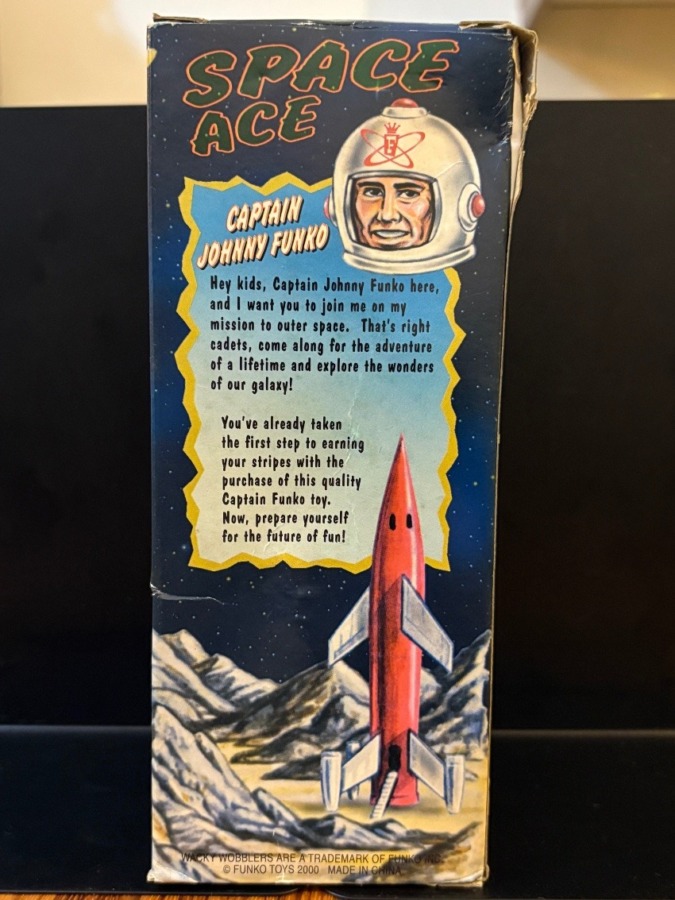 SPACE
ACE
F
CAPTAIN
JOHNNY FUNKO
Hey kids, Captain Johnny Funko here,
and I want you to join me on my
mission to outer space. That's right
cadets, come along for the adventure
of a lifetime and explore the wonders
of our galaxy!
You've already taken
the first step to earning
your stripes with the
purchase of this quality
Captain Funko toy.
Now, prepare yourself
for the future of fun!
WACKY WOBBLERS ARE A TRADEMARK OF FUNKO INC.
© FUNKO TOYS 2000 MADE IN CHINA